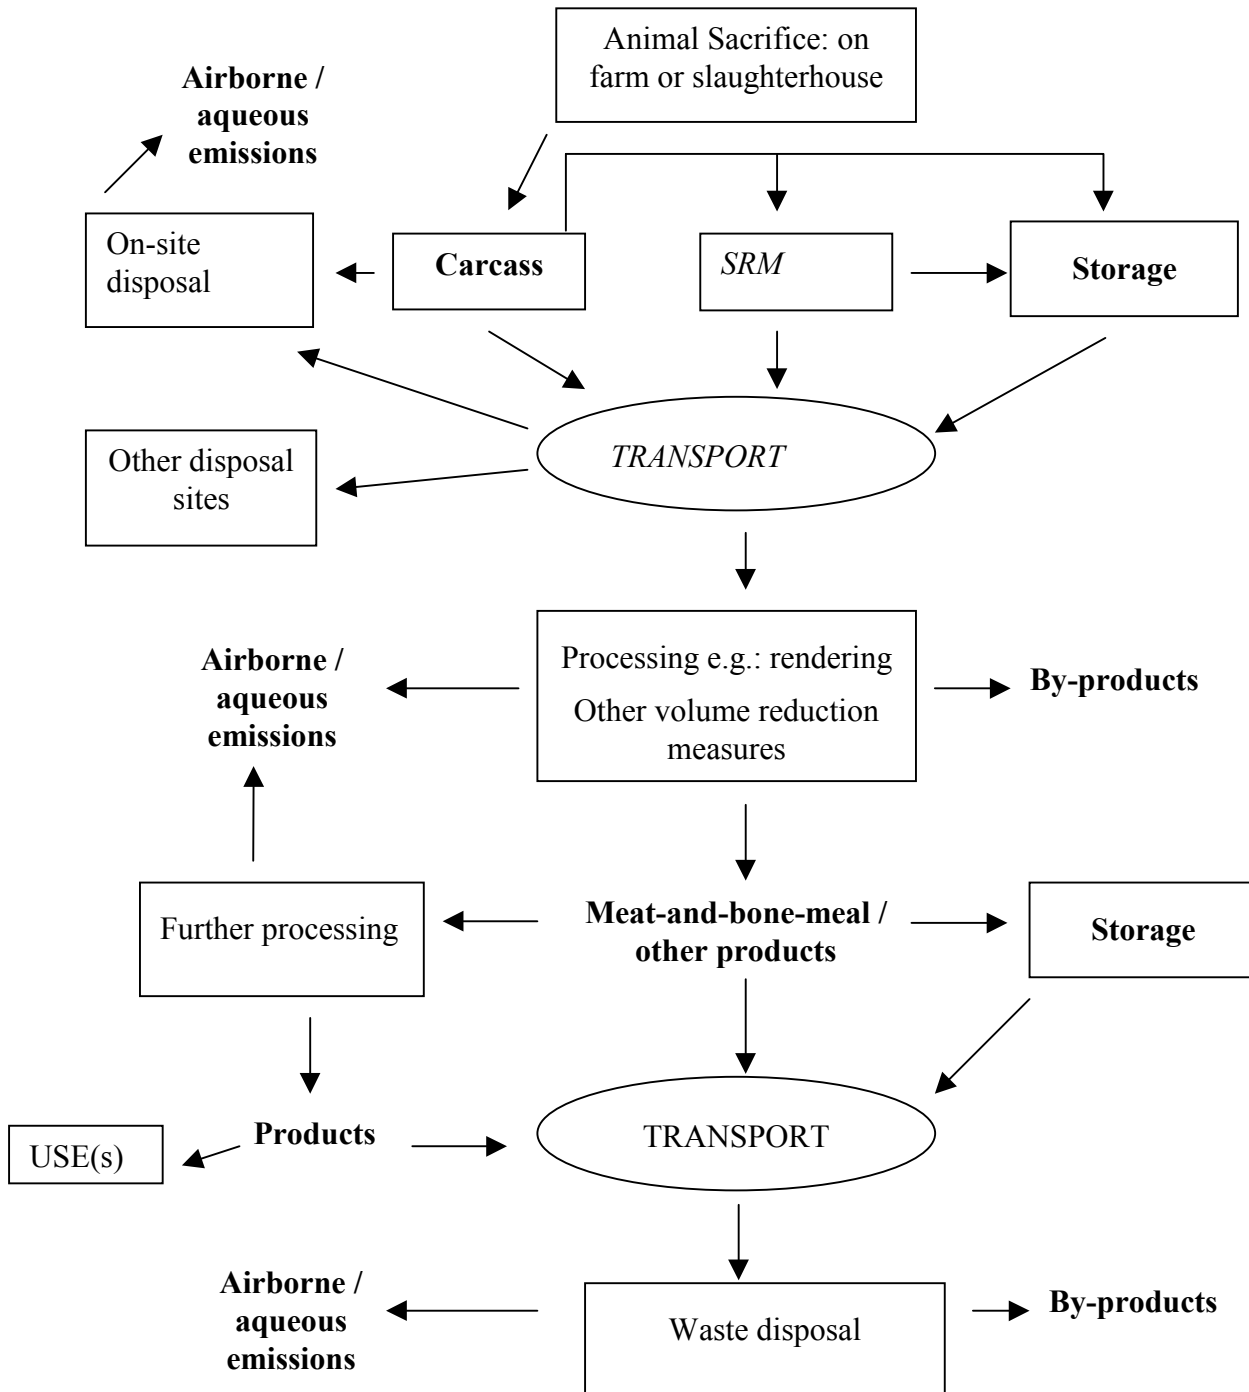 Animal Sacrifice: on
farm or slaughterhouse
Airborne /
aqueous
emissions
On-site
disposal
Carcass
SRM
Storage
Other disposal
sites
TRANSPORT
Airborne /
aqueous
emissions
Processing e.g.: rendering
Other volume reduction
measures
By-products
Further processing
Meat-and-bone-meal /
other products
Storage
USE(s)
Products
TRANSPORT
Airborne /
aqueous
emissions
Waste disposal
By-products